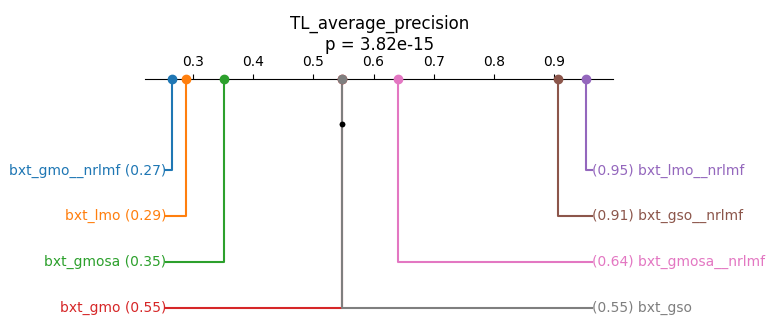 TL_average_precision
p = 3.82e-15
0.3 0.4 0.5 0.6 0.7 0.8 0.9
bxt_gmo__nrlmf (0.27) (0.95) bxt_lmo__nrlmf
bxt_lmo (0.29) (0.91) bxt_gso__nrlmf
bxt_gmosa (0.35) (0.64) bxt_gmosa__nrlmf
bxt_gmo (0.55) (0.55) bxt_gso